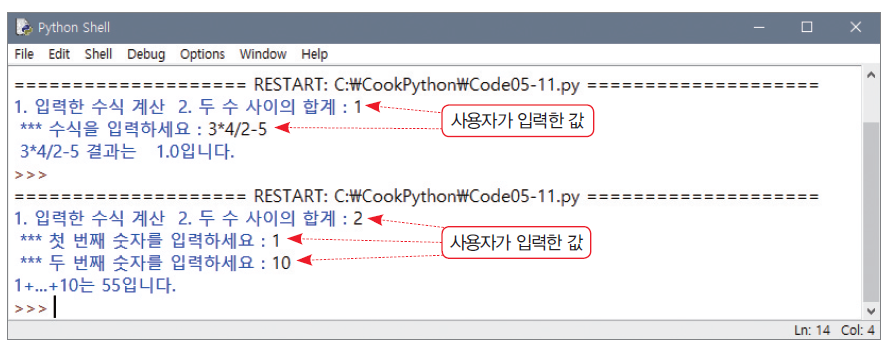 Python Shell
File Edit Shell Debug Options Window Help
==================== RESTART: C:₩CookPython₩Code05-11.py ====================
1. 입력한 수식 계산 2. 두 수 사이의 합계 : 1
사용자가 입력한 값
*** 수식을 입력하세요 : 3*4/2-5
3*4/2-5 결과는 1.0입니다.
>>>
==================== RESTART: C:₩CookPython₩Code05-11.py ====================
1. 입력한 수식 계산 2. 두 수 사이의 합계 : 2
*** 첫 번째 숫자를 입력하세요 : 1
사용자가 입력한 값
*** 두 번째 숫자를 입력하세요 : 10
1+...+10는 55입니다.
>>>
Ln: 14 Col: 4